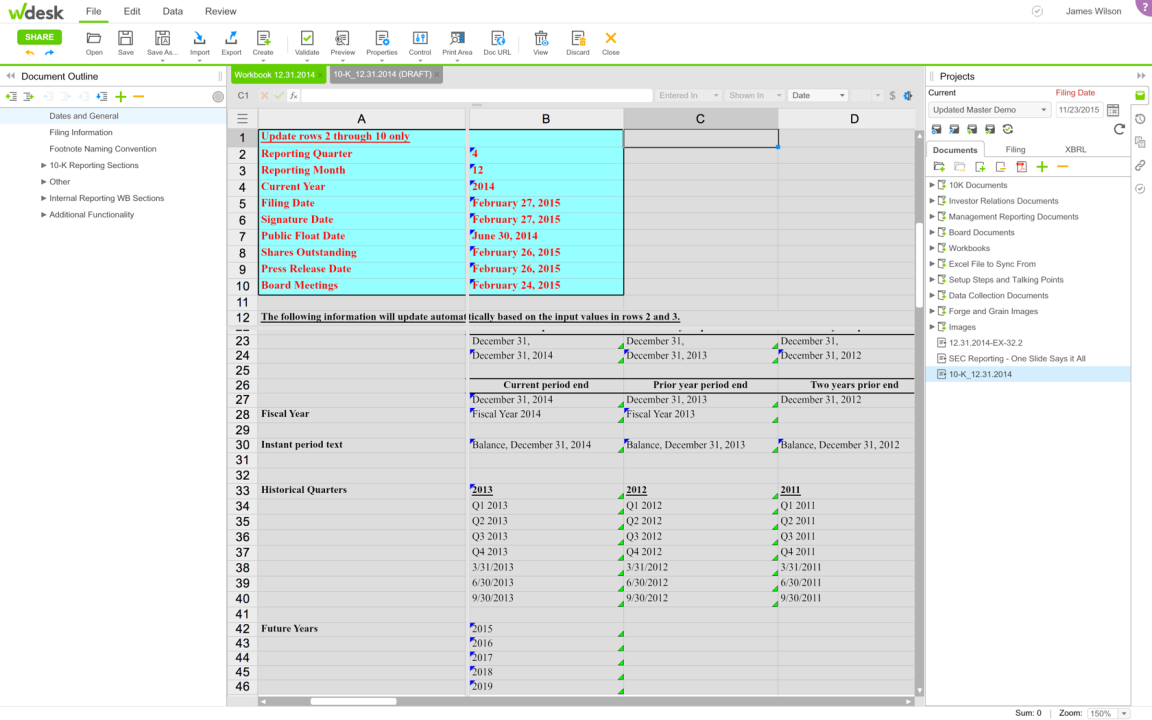 wdesk File Edit Data Review James Wilson ?
SHARE
Open Save Save As... Import Export Create Validate Preview Properties Control Print Area Doc URL View Discard Close
Document Outline
Dates and General
Filing Information
Footnote Naming Convention
10-K Reporting Sections
Other
Internal Reporting WB Sections
Additional Functionality
Workbook 12.31.2014 10-K_12.31.2014 (DRAFT)
C1 fx Entered In Shown In Date $
A B C D
1 Update rows 2 through 10 only
2 Reporting Quarter 4
3 Reporting Month 12
4 Current Year 2014
5 Filing Date February 27, 2015
6 Signature Date February 27, 2015
7 Public Float Date June 30, 2014
8 Shares Outstanding February 26, 2015
9 Press Release Date February 26, 2015
10 Board Meetings February 24, 2015
11
12 The following information will update automatically based on the input values in rows 2 and 3.
23 December 31, December 31, December 31,
24 December 31, 2014 December 31, 2013 December 31, 2012
25
26 Current period end Prior year period end Two years prior end
27 December 31, 2014 December 31, 2013 December 31, 2012
28 Fiscal Year Fiscal Year 2014 Fiscal Year 2013
29
30 Instant period text Balance, December 31, 2014 Balance, December 31, 2013 Balance, December 31, 2012
31
32
33 Historical Quarters 2013 2012 2011
34 Q1 2013 Q1 2012 Q1 2011
35 Q2 2013 Q2 2012 Q2 2011
36 Q3 2013 Q3 2012 Q3 2011
37 Q4 2013 Q4 2012 Q4 2011
38 3/31/2013 3/31/2012 3/31/2011
39 6/30/2013 6/30/2012 6/30/2011
40 9/30/2013 9/30/2012 9/30/2011
41
42 Future Years 2015
43 2016
44 2017
45 2018
46 2019
Projects
Current Filing Date
Updated Master Demo 11/23/2015
Documents Filing XBRL
10K Documents
Investor Relations Documents
Management Reporting Documents
Board Documents
Workbooks
Excel File to Sync From
Setup Steps and Talking Points
Data Collection Documents
Forge and Grain Images
Images
12.31.2014-EX-32.2
SEC Reporting - One Slide Says it All
10-K_12.31.2014
Sum: 0 Zoom: 150%